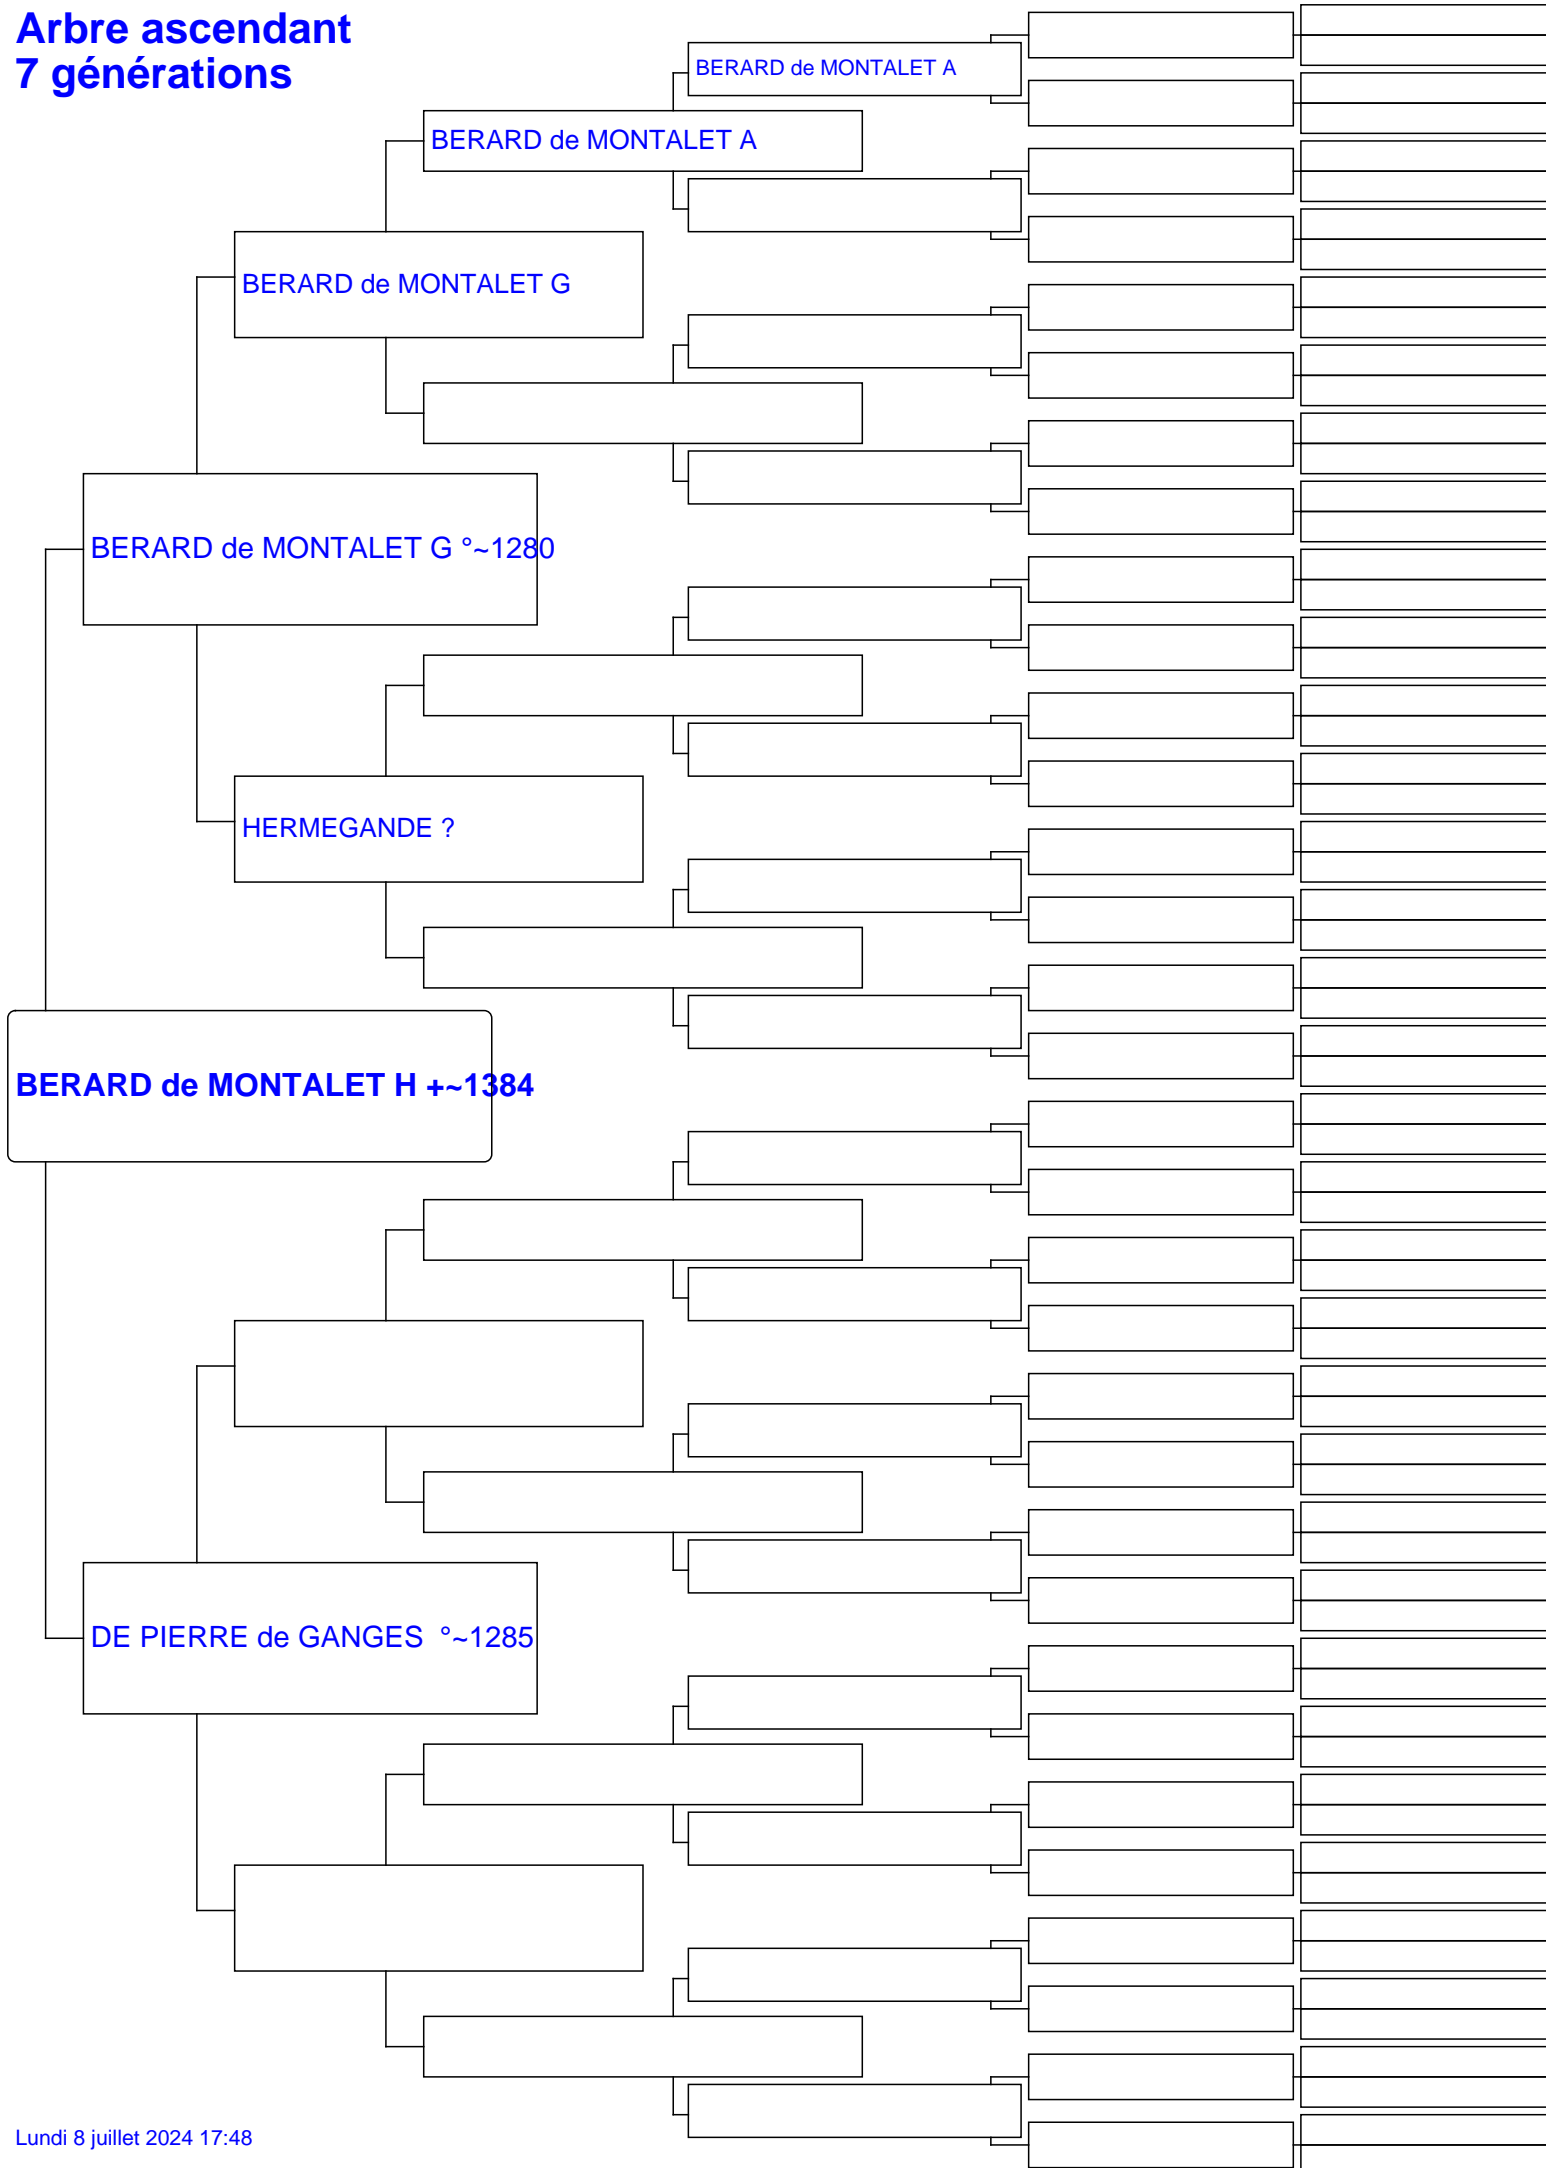 Arbre ascendant
7 générations
BERARD de MONTALET A
BERARD de MONTALET A
BERARD de MONTALET G
BERARD de MONTALET G °~1280
HERMEGANDE ?
BERARD de MONTALET H +~1384
DE PIERRE de GANGES °~1285
Lundi 8 juillet 2024 17:48